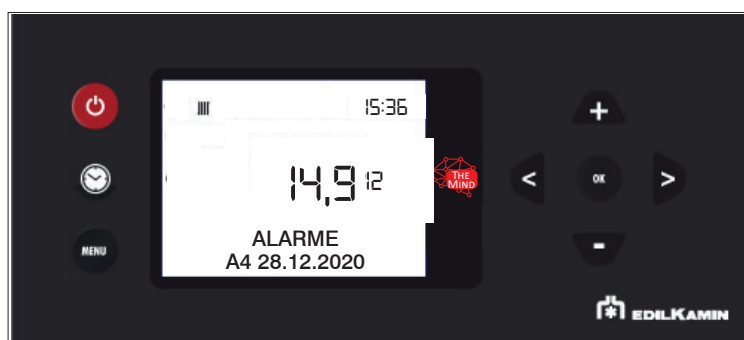 15:36
14,9 12
THE
MIND
ALARME
A4 28.12.2020
MENU
+
< OK >
-
EDILKAMIN